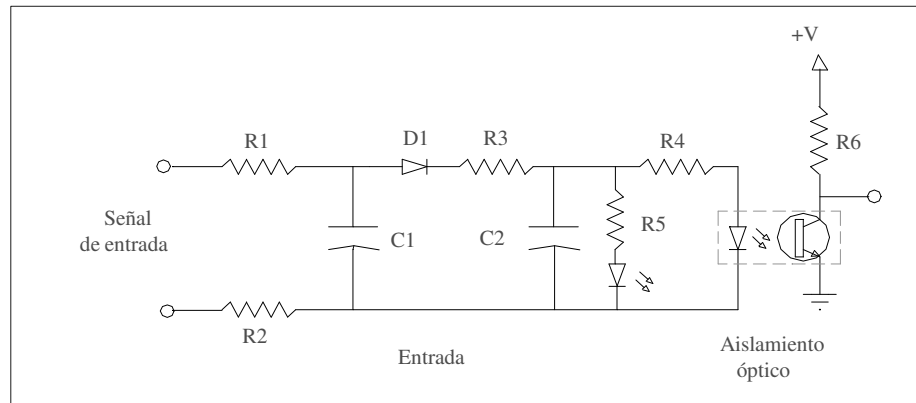 +V
R1
D1
R3
R4
R6
Señal
de entrada
C1
C2
R5
R2
Entrada
Aislamiento
óptico